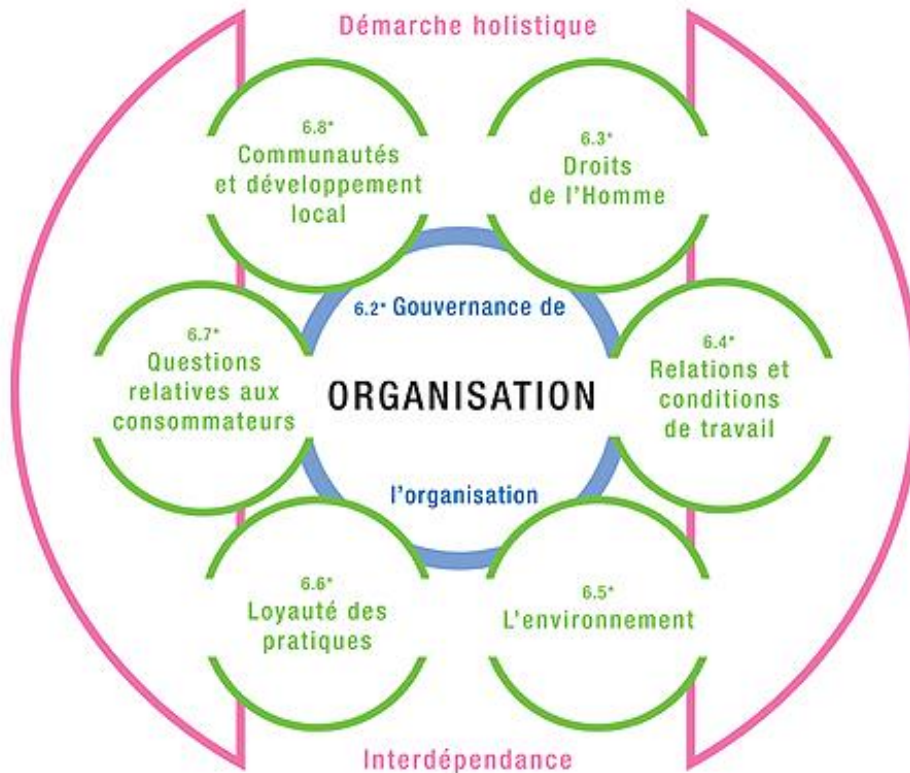 Démarche holistique
6.8*
Communautés
et développement
local
6.3*
Droits
de l'Homme
6.2* Gouvernance de
6.7*
Questions
relatives aux
consommateurs
ORGANISATION
6.4*
Relations et
conditions
de travail
l'organisation
6.6*
Loyauté des
pratiques
6.5*
L'environnement
Interdépendance